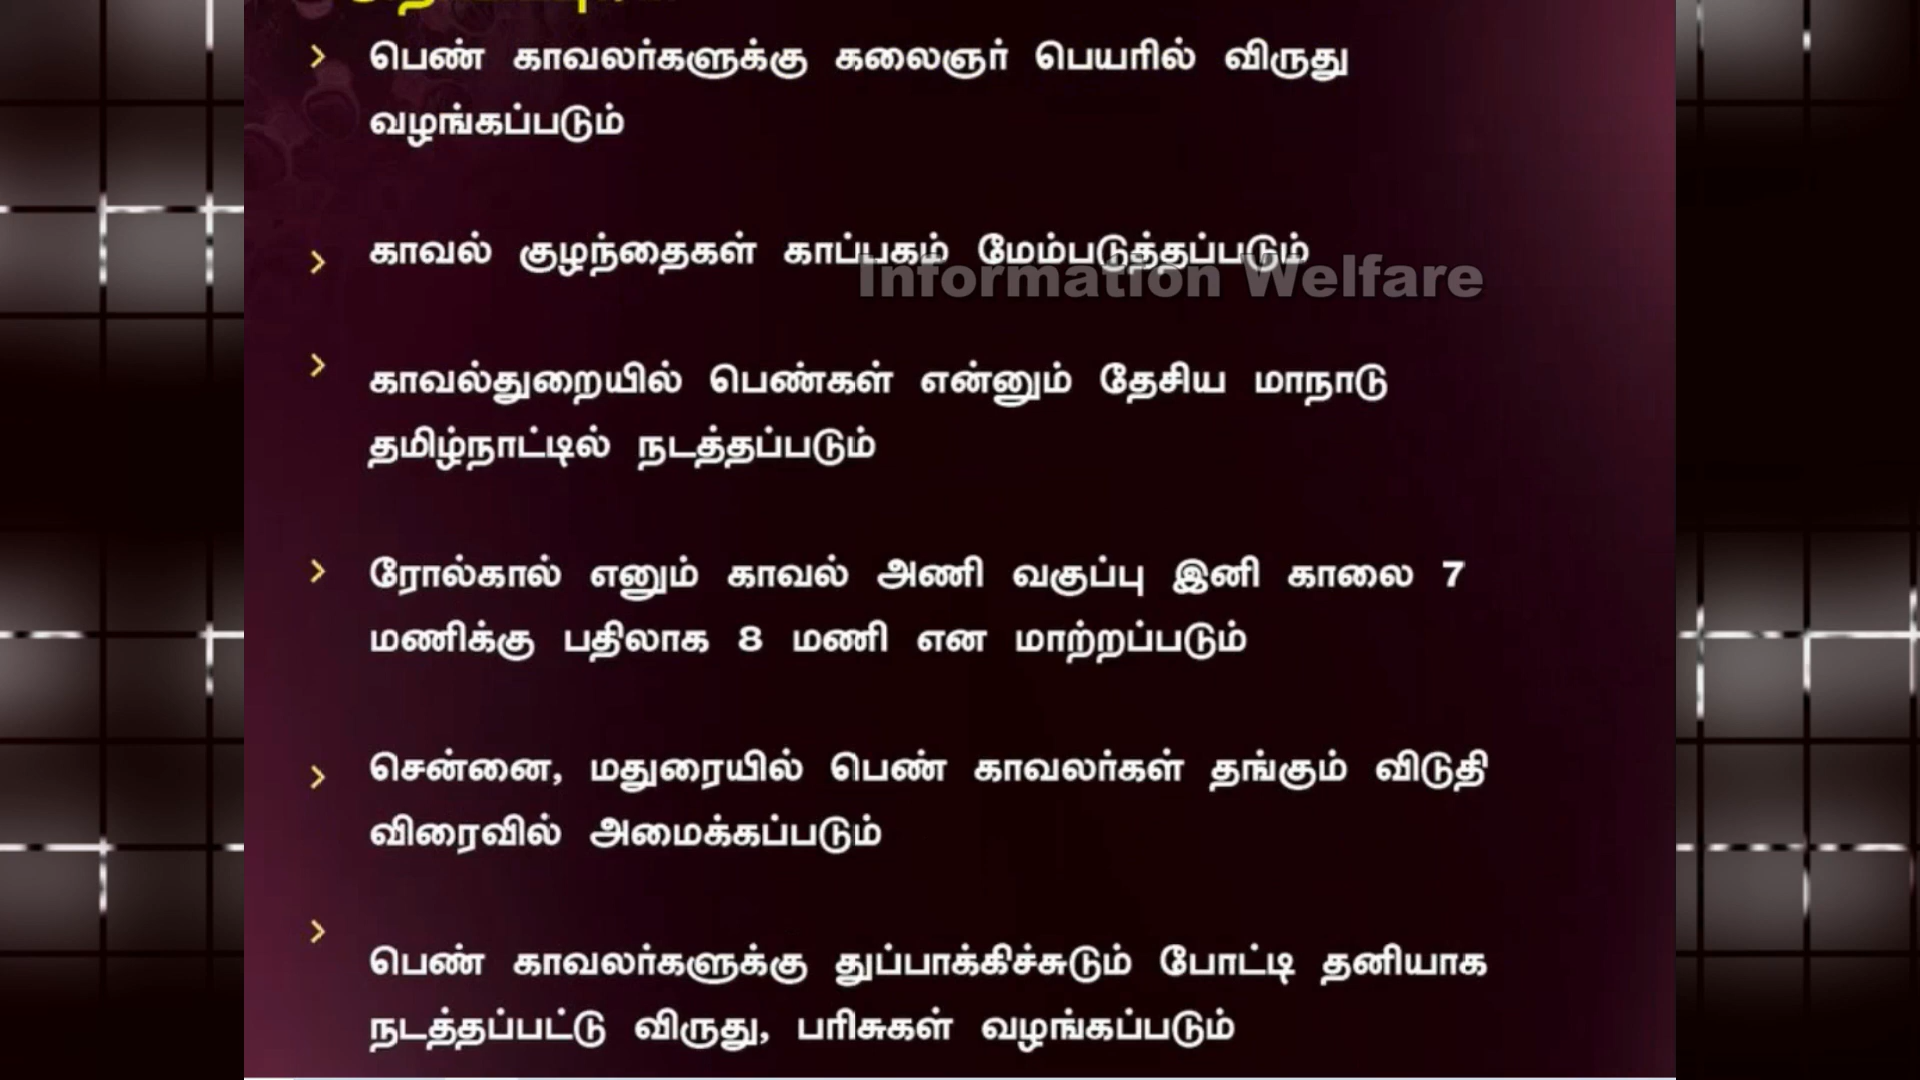 பெண் காவலர்களுக்கு கலைஞர் பெயரில் விருது
வழங்கப்படும்
காவல் குழந்தைகள் காப்பகம் மேம்படுத்தப்படும்
Information Welfare
காவல்துறையில் பெண்கள் என்னும் தேசிய மாநாடு
தமிழ்நாட்டில் நடத்தப்படும்
ரோல்கால் எனும் காவல் அணி வகுப்பு இனி காலை 7
மணிக்கு பதிலாக 8 மணி என மாற்றப்படும்
சென்னை, மதுரையில் பெண் காவலர்கள் தங்கும் விடுதி
விரைவில் அமைக்கப்படும்
பெண் காவலர்களுக்கு துப்பாக்கிச்சுடும் போட்டி தனியாக
நடத்தப்பட்டு விருது, பரிசுகள் வழங்கப்படும்